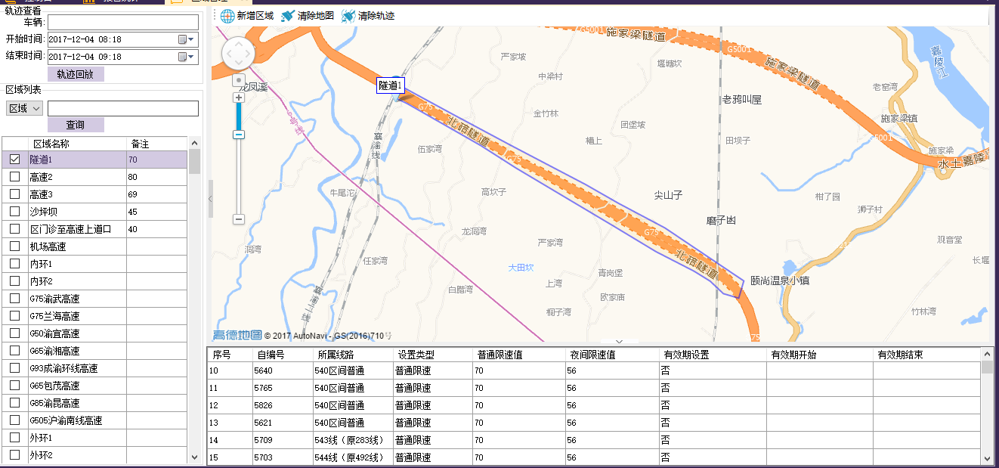 轨迹查看
车辆:
开始时间: 2017-12-04 08:18
结束时间: 2017-12-04 09:18
轨迹回放
区域列表
区域
查询
区域名称 备注
隧道1 70
高速2 80
高速3 69
沙坪坝 45
区门诊至高速上道口 40
机场高速
内环1
内环2
G75渝武高速
G75兰海高速
G50渝宜高速
G65渝湘高速
G93成渝环线高速
G65包茂高速
G85渝昆高速
G505沪渝南线高速
外环1
外环2
新增区域 清除地图 清除轨迹
G5001 施家梁隧道
G5001
施家梁隧道
嘉陵江
严家坡
堰塘坎
中梁村
龙凤溪
隧道1
老鸦叫屋
老窑湾
G75
北碚隧道
金竹林
团堡坡
施家梁镇
G5001
田坝子
槽上
伍家湾
襄渝线
施家梁
水土嘉陵
G75
牛尾沱
高坎子
尖山子
柑了园
狮子村
磨子凼
龙洞湾
G75
严家湾
观音堂
洞湾
任家湾
北碚隧道
长堰
大田坎
青岗堡
颐尚温泉小镇
上湾
白腊湾
欧家庙
桐子湾
竹林湾
高德地图 © 2017 AutoNavi - GS(2016)710号
序号 自编号 所属线路 设置类型 普通限速值 夜间限速值 有效期设置 有效期开始 有效期结束
10 5640 540区间普通 普通限速 70 56 否
11 5765 540区间普通 普通限速 70 56 否
12 5826 540区间普通 普通限速 70 56 否
13 5621 540区间普通 普通限速 70 56 否
14 5709 543线（原283线） 普通限速 70 56 否
15 5703 544线（原492线） 普通限速 70 56 否